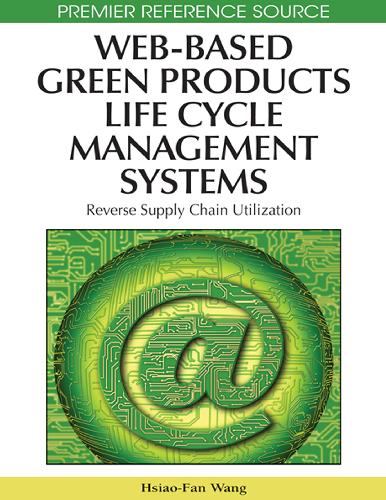 PREMIER REFERENCE SOURCE
WEB-BASED
GREEN PRODUCTS
LIFE CYCLE
MANAGEMENT
SYSTEMS
Reverse Supply Chain Utilization
@
Hsiao-Fan Wang